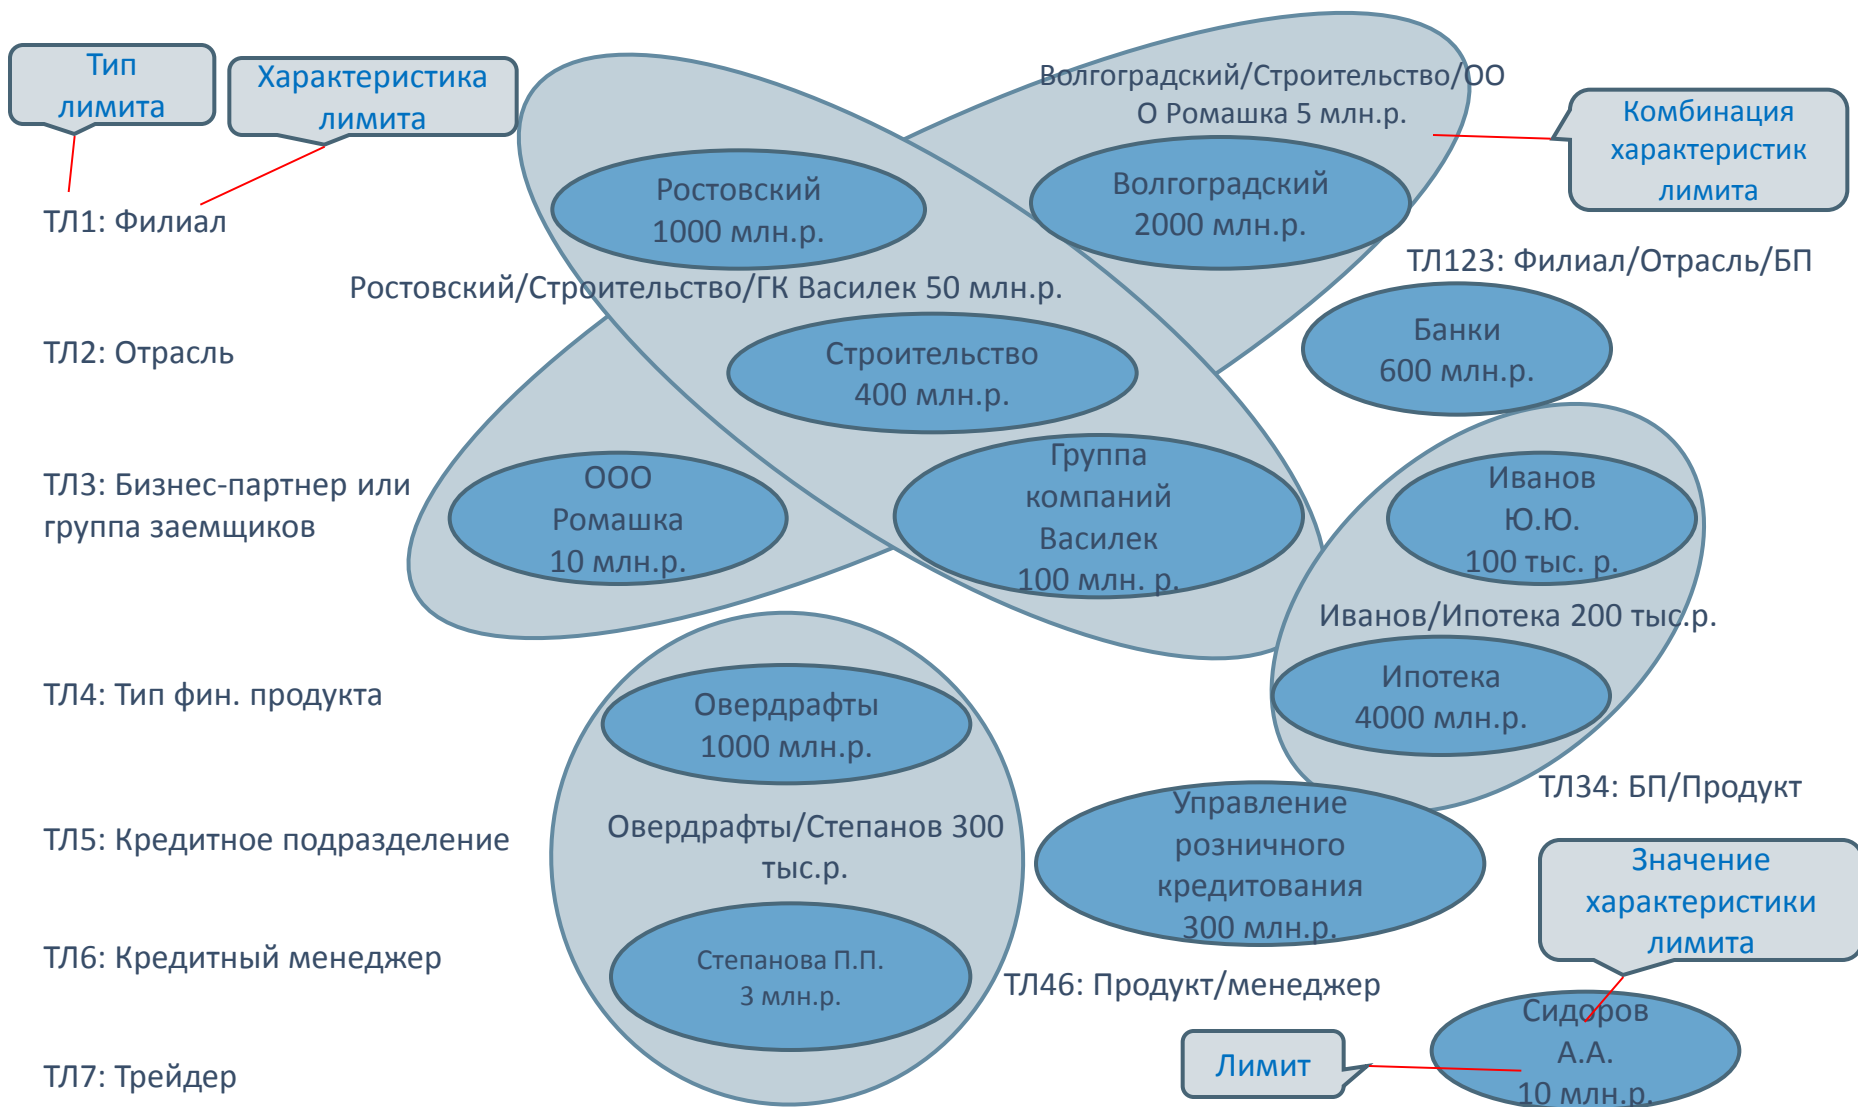 Тип
лимита
Характеристика
лимита
Волгоградский/Строительство/ОО
О Ромашка 5 млн.р.
Комбинация
характеристик
лимита
Ростовский
1000 млн.р.
Волгоградский
2000 млн.р.
ТЛ1: Филиал
ТЛ123: Филиал/Отрасль/БП
Ростовский/Строительство/ГК Василек 50 млн.р.
ТЛ2: Отрасль
Строительство
400 млн.р.
Банки
600 млн.р.
ТЛ3: Бизнес-партнер или
группа заемщиков
ООО
Ромашка
10 млн.р.
Группа
компаний
Василек
100 млн. р.
Иванов
Ю.Ю.
100 тыс. р.
Иванов/Ипотека 200 тыс.р.
ТЛ4: Тип фин. продукта
Овердрафты
1000 млн.р.
Ипотека
4000 млн.р.
ТЛ34: БП/Продукт
ТЛ5: Кредитное подразделение
Овердрафты/Степанов 300
тыс.р.
Управление
розничного
кредитования
300 млн.р.
Значение
характеристики
лимита
ТЛ6: Кредитный менеджер
Степанова П.П.
3 млн.р.
ТЛ46: Продукт/менеджер
ТЛ7: Трейдер
Лимит
Сидоров
А.А.
10 млн.р.